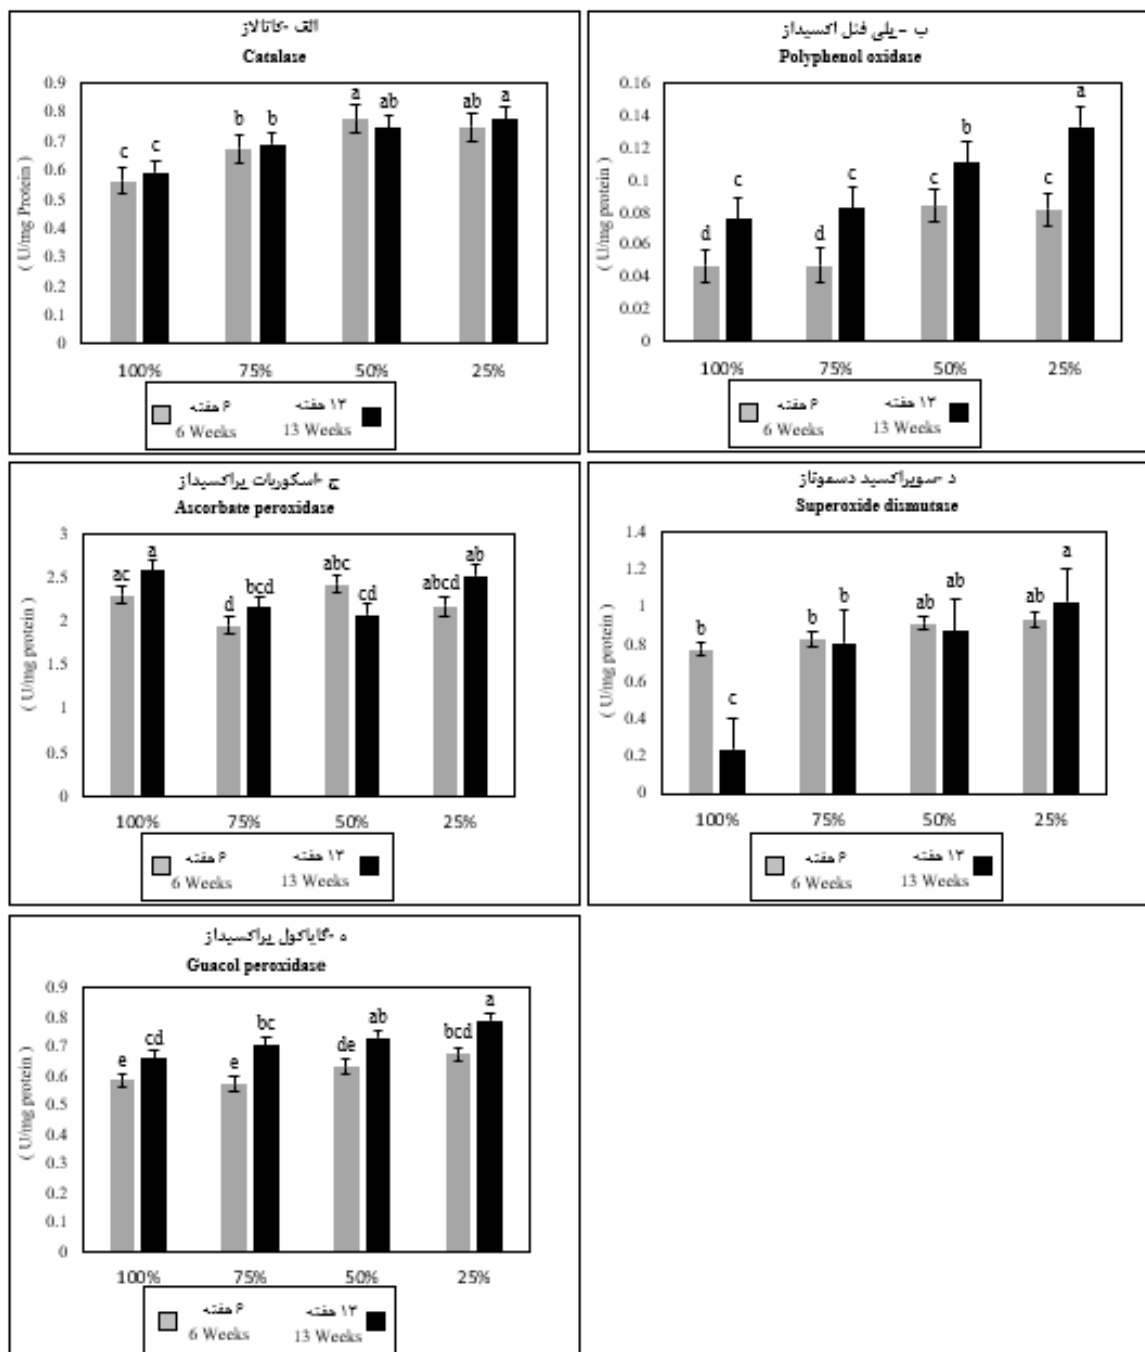 الف -کاتالاز
Catalase
( U/mg Protein )
0.9
0.8
0.7
0.6
0.5
0.4
0.3
0.2
0.1
0
c c b b a ab ab a
100% 75% 50% 25%
۶ هفته ۱۳ هفته
6 Weeks 13 Weeks
ب - پلی فنل اکسیداز
Polyphenol oxidase
( U/mg protein )
0.16
0.14
0.12
0.1
0.08
0.06
0.04
0.02
0
d c d c c b c a
100% 75% 50% 25%
۶ هفته ۱۳ هفته
6 Weeks 13 Weeks
ج -اسکوربات پراکسیداز
Ascorbate peroxidase
( U/mg protein )
3
2.5
2
1.5
1
0.5
0
ac a d bcd abc cd abcd ab
100% 75% 50% 25%
۶ هفته ۱۳ هفته
6 Weeks 13 Weeks
د -سوپراکسید دسموتاز
Superoxide dismutase
( U/mg protein )
1.4
1.2
1
0.8
0.6
0.4
0.2
0
b c b b ab ab ab a
100% 75% 50% 25%
۶ هفته ۱۳ هفته
6 Weeks 13 Weeks
ه -گایاکول پراکسیداز
Guacol peroxidase
( U/mg protein )
0.9
0.8
0.7
0.6
0.5
0.4
0.3
0.2
0.1
0
e cd e bc de ab bcd a
100% 75% 50% 25%
۶ هفته ۱۳ هفته
6 Weeks 13 Weeks